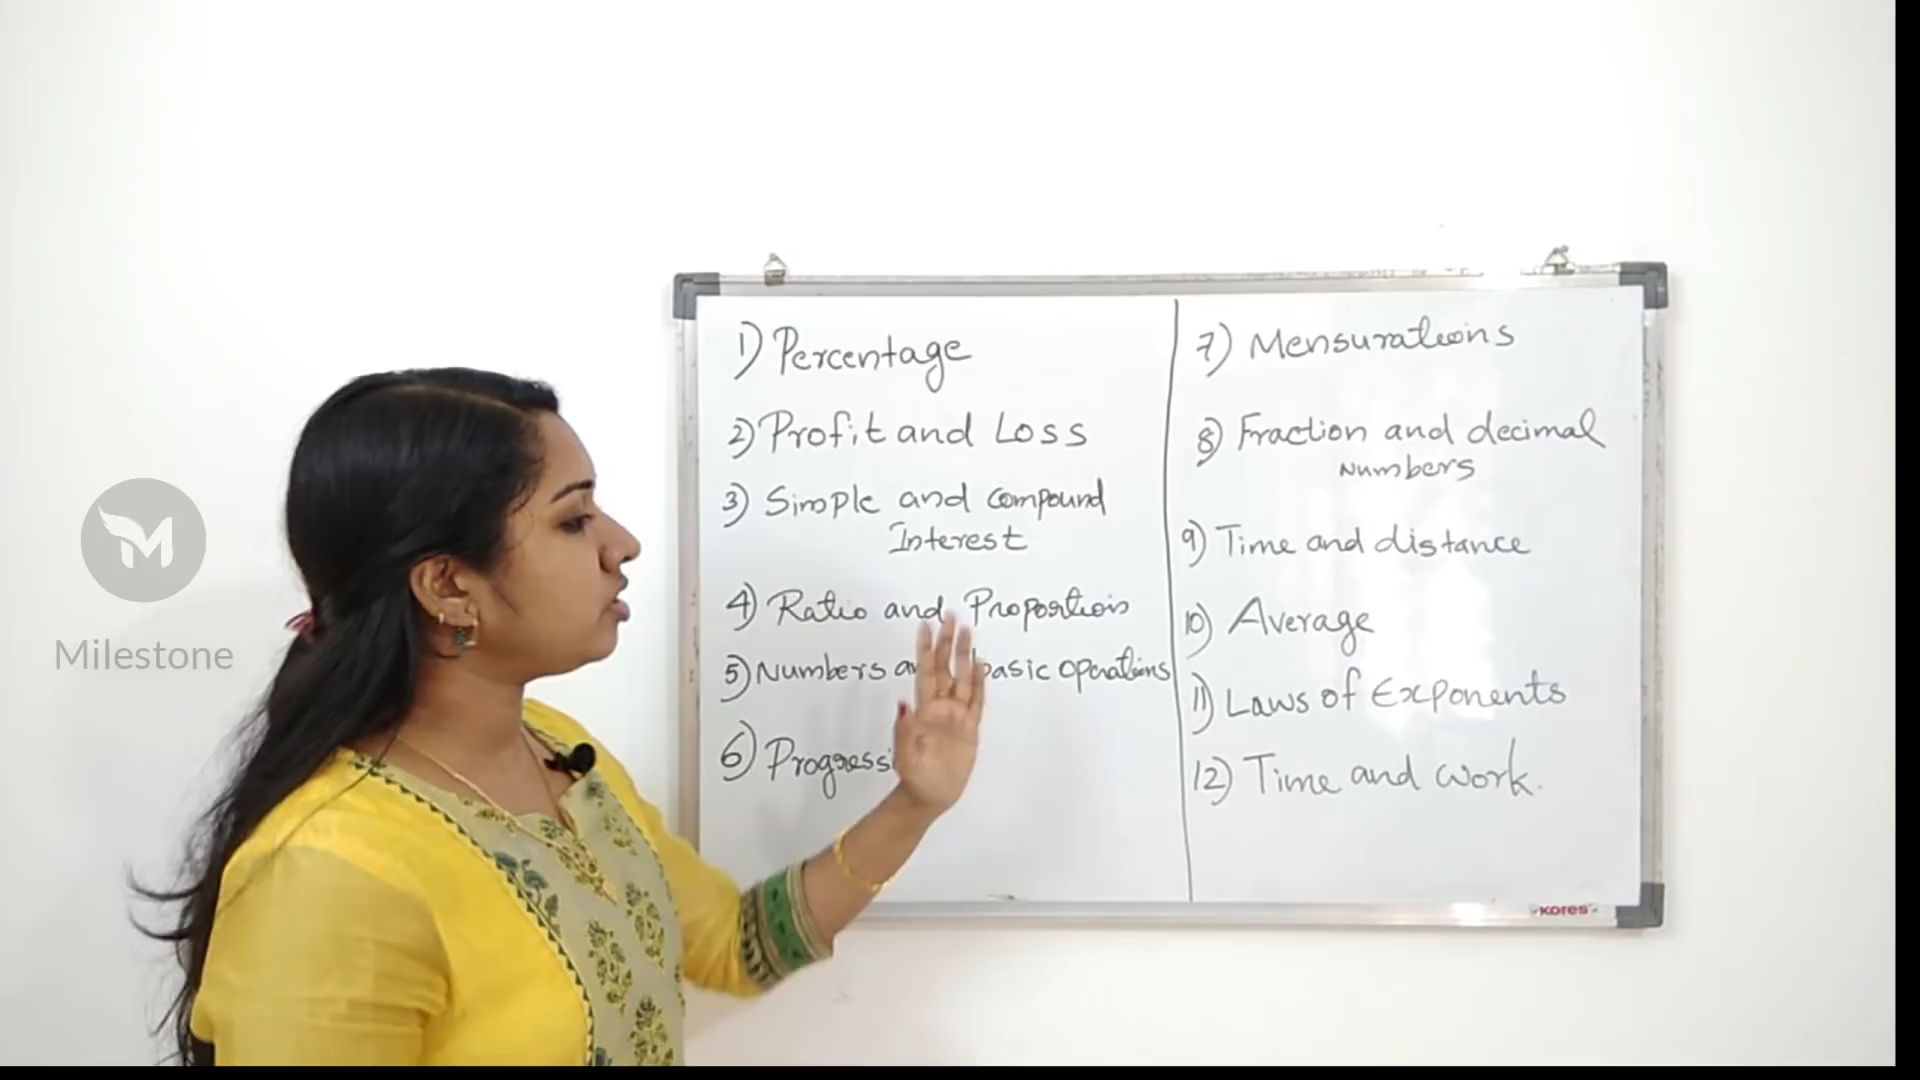 1) Percentage
2) Profit and Loss
3) Simple and compound
Interest
4) Ratio and Proportion
5) Numbers basic operations
6)
7) Mensurations
8) Fraction and decimal
Numbers
9) Time and distance
10) Average
11) Laws of Exponents
12) Time and work.
Kores
M
Milestone